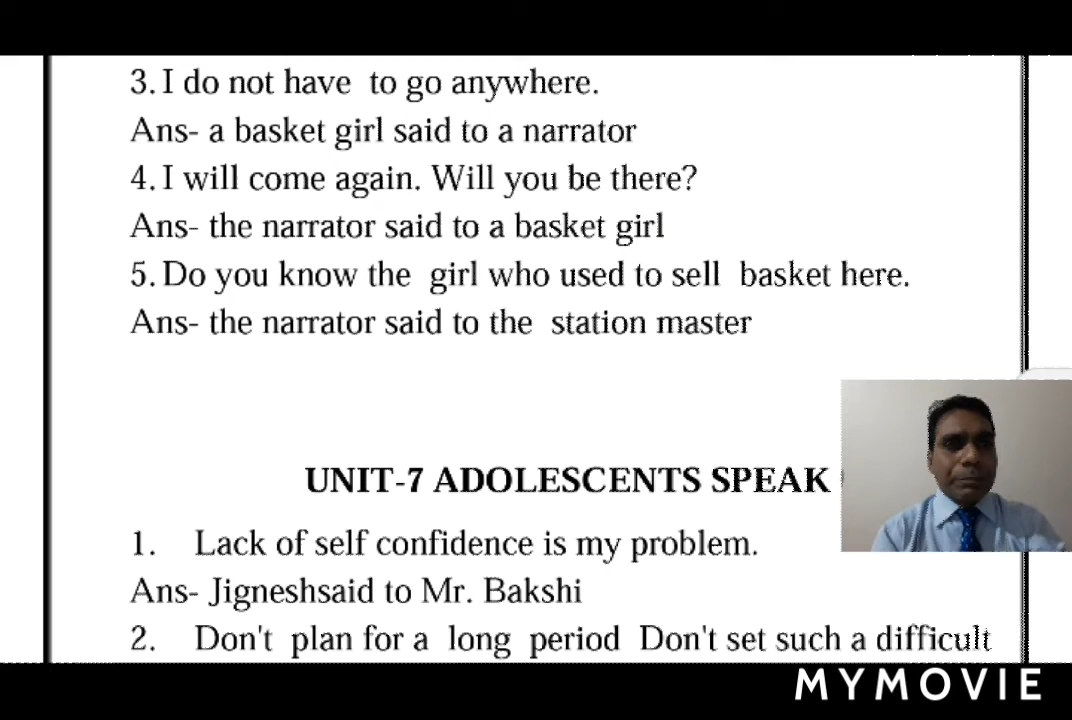 3. I do not have to go anywhere.
Ans- a basket girl said to a narrator
4. I will come again. Will you be there?
Ans- the narrator said to a basket girl
5. Do you know the girl who used to sell basket here.
Ans- the narrator said to the station master
UNIT-7 ADOLESCENTS SPEAK
1. Lack of self confidence is my problem.
Ans- Jigneshsaid to Mr. Bakshi
2. Don't plan for a long period Don't set such a difficult
MYMOVIE